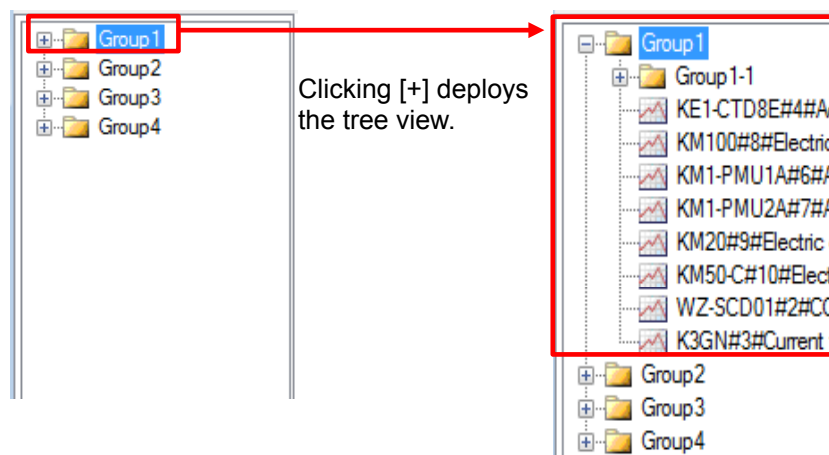 Group1
Group2
Group3
Group4
Clicking [+] deploys
the tree view.
Group1
Group1-1
KE1-CTD8E#4#A
KM100#8#Electric
KM1-PMU1A#6#A
KM1-PMU2A#7#A
KM20#9#Electric
KM50-C#10#Elect
WZ-SCD01#2#CO
K3GN#3#Current
Group2
Group3
Group4